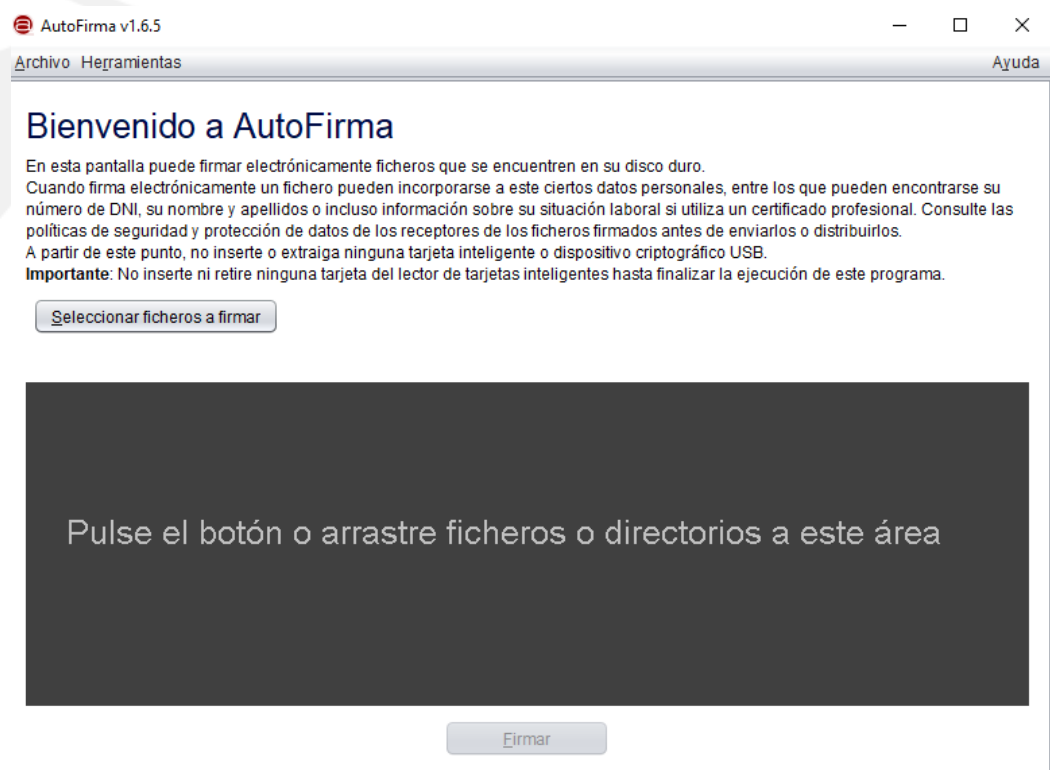 AutoFirma v1.6.5
Archivo Herramientas Ayuda
Bienvenido a AutoFirma
En esta pantalla puede firmar electrónicamente ficheros que se encuentren en su disco duro.
Cuando firma electrónicamente un fichero pueden incorporarse a este ciertos datos personales, entre los que pueden encontrarse su
número de DNI, su nombre y apellidos o incluso información sobre su situación laboral si utiliza un certificado profesional. Consulte las
políticas de seguridad y protección de datos de los receptores de los ficheros firmados antes de enviarlos o distribuirlos.
A partir de este punto, no inserte o extraiga ninguna tarjeta inteligente o dispositivo criptográfico USB.
Importante: No inserte ni retire ninguna tarjeta del lector de tarjetas inteligentes hasta finalizar la ejecución de este programa.
Seleccionar ficheros a firmar
Pulse el botón o arrastre ficheros o directorios a este área
Firmar